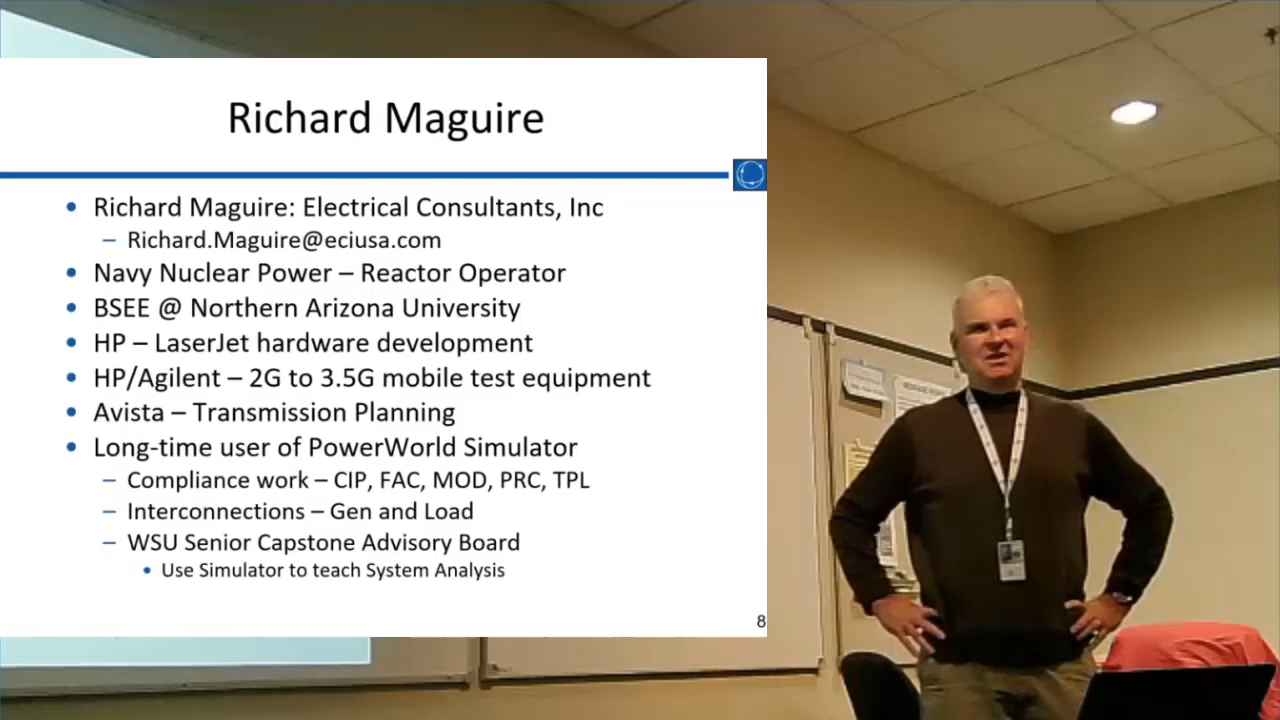 Richard Maguire
• Richard Maguire: Electrical Consultants, Inc
– Richard.Maguire@eciusa.com
• Navy Nuclear Power – Reactor Operator
• BSEE @ Northern Arizona University
• HP – LaserJet hardware development
• HP/Agilent – 2G to 3.5G mobile test equipment
• Avista – Transmission Planning
• Long-time user of PowerWorld Simulator
– Compliance work – CIP, FAC, MOD, PRC, TPL
– Interconnections – Gen and Load
– WSU Senior Capstone Advisory Board
• Use Simulator to teach System Analysis
8